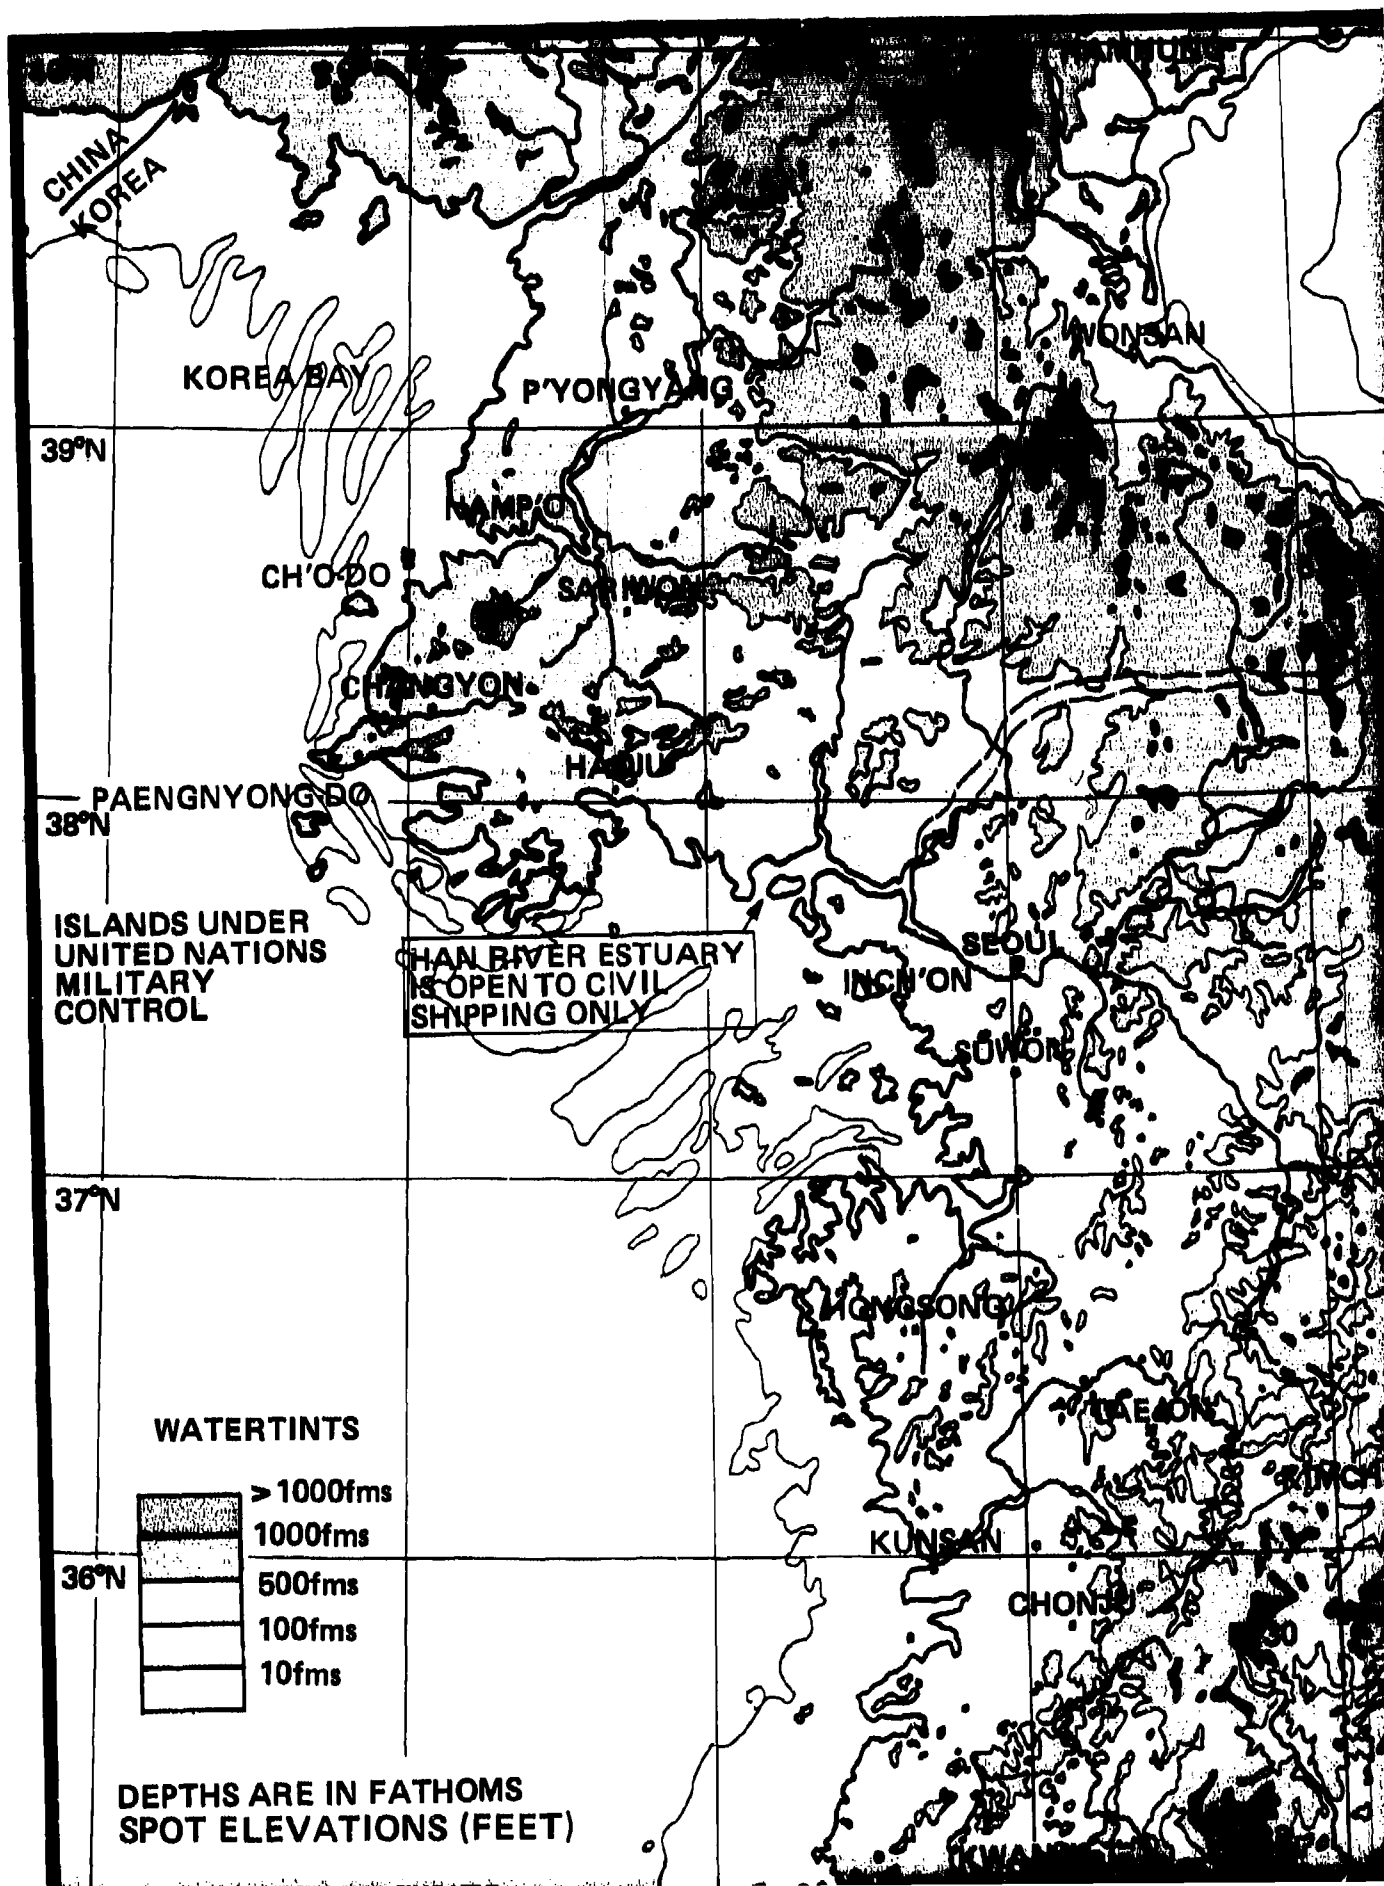 CHINA
KOREA
KOREA BAY
P'YONGYANG
WONSAN
39°N
NAMP'O
CH'O-DO
SARIWON
CHANGYON
HAEJU
PAENGNYONG-DO
38°N
ISLANDS UNDER
UNITED NATIONS
MILITARY
CONTROL
HAN RIVER ESTUARY
IS OPEN TO CIVIL
SHIPPING ONLY
SEOUL
INCH'ON
SUWON
37°N
HONGSONG
TAEJON
WATERTINTS
>1000fms
1000fms
500fms
100fms
10fms
KUNSAN
36°N
CHONJU
DEPTHS ARE IN FATHOMS
SPOT ELEVATIONS (FEET)